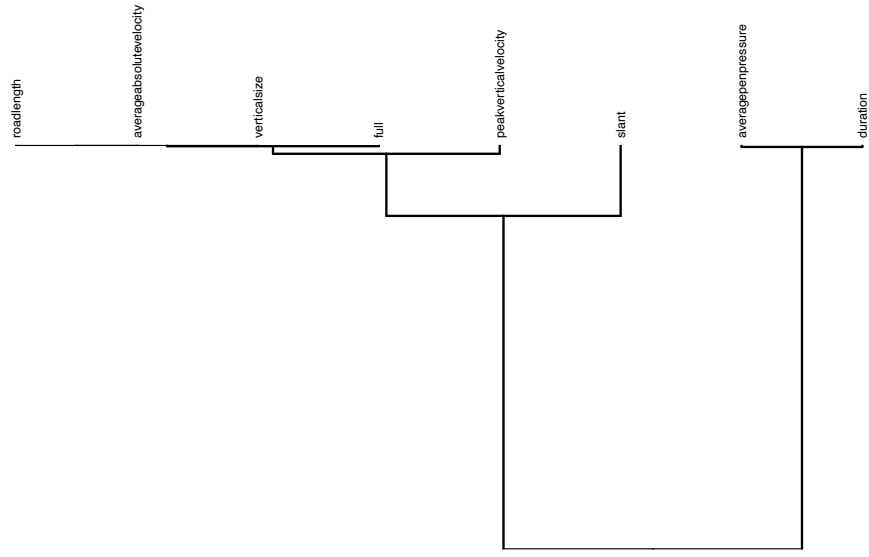 roadlength
averageabsolutevelocity
verticalsize
full
peakverticalvelocity
slant
averagepenpressure
duration